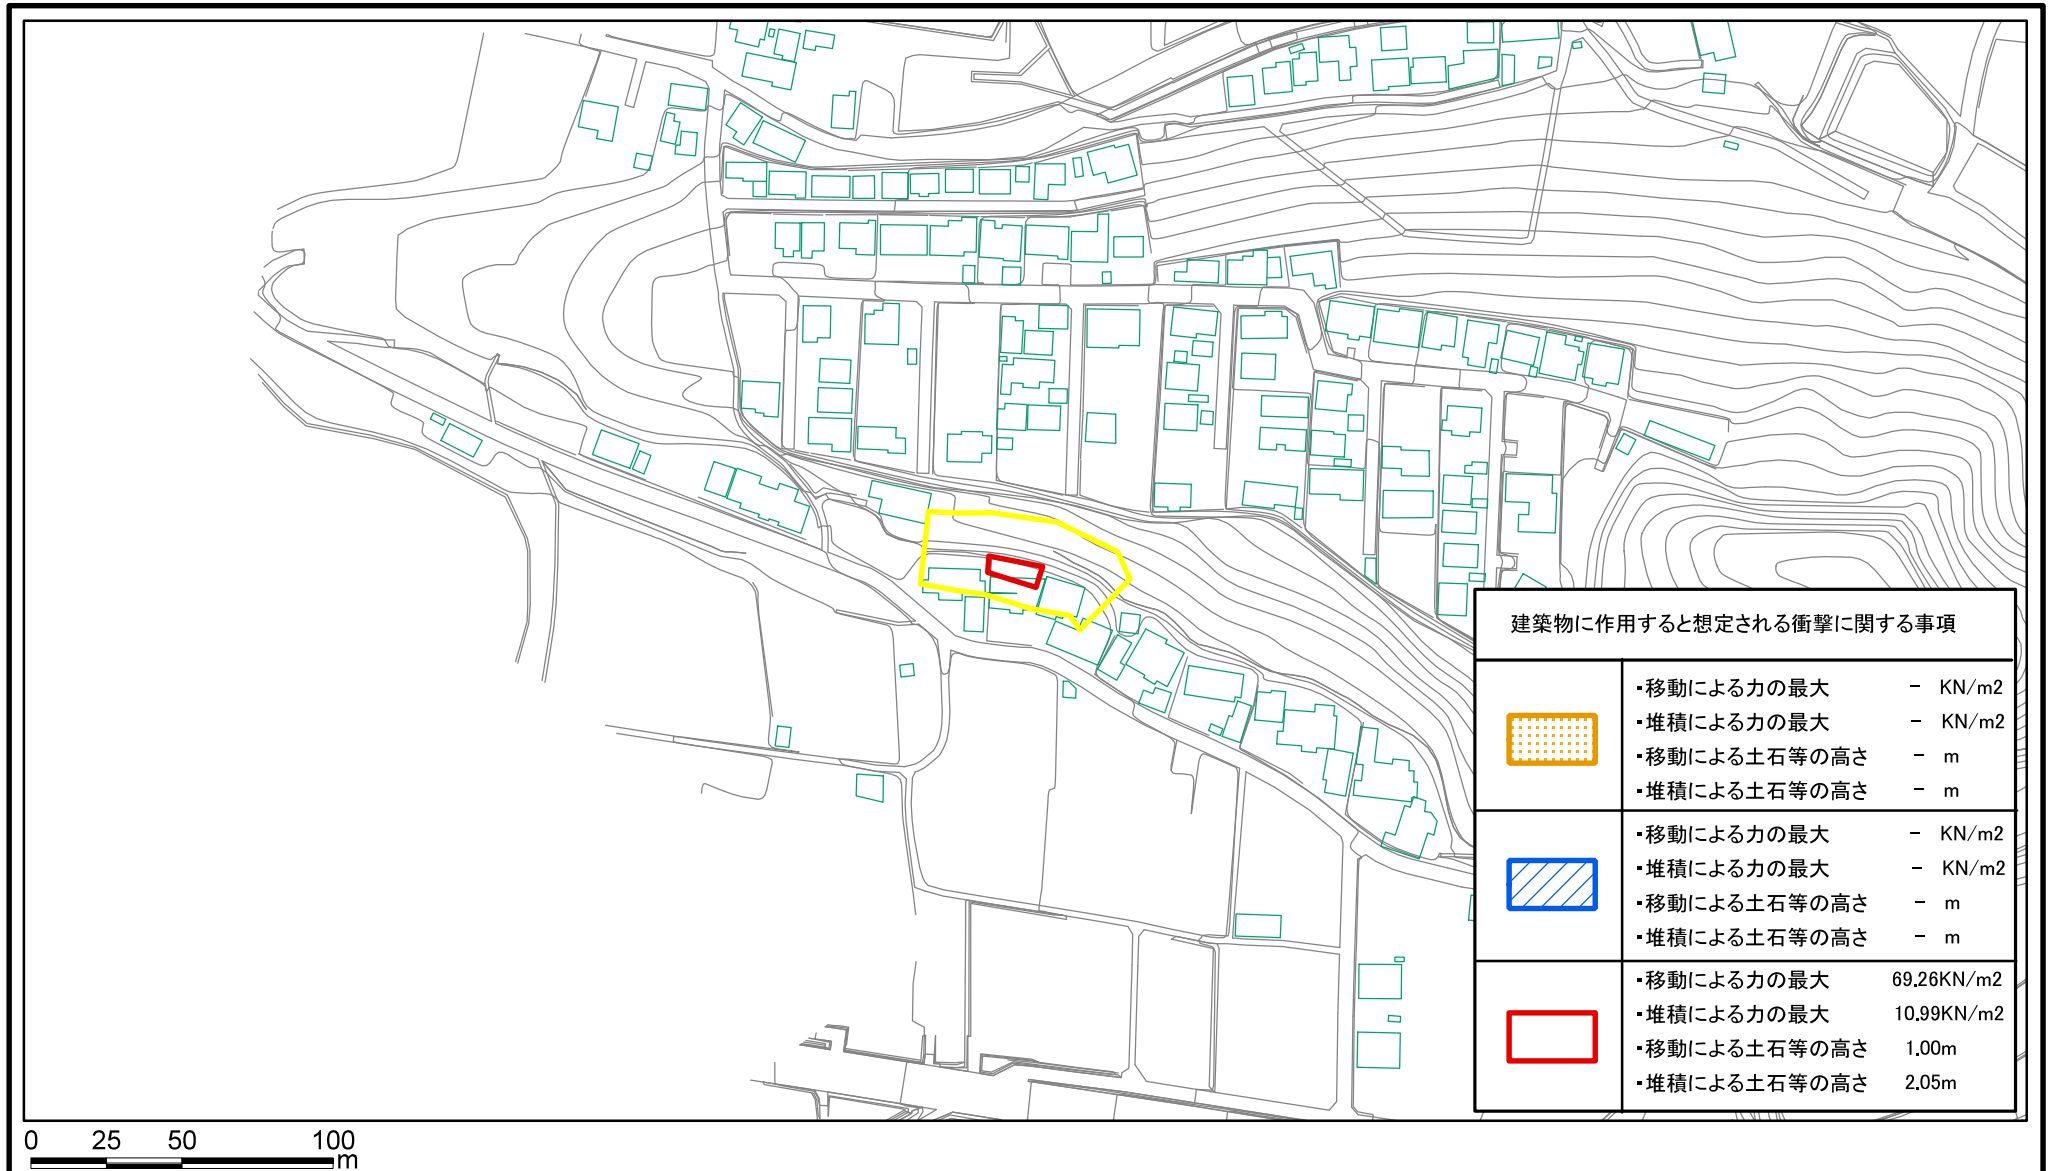 建築物に作用すると想定される衝撃に関する事項
・移動による力の最大 － KN/m2
・堆積による力の最大 － KN/m2
・移動による土石等の高さ － m
・堆積による土石等の高さ － m
・移動による力の最大 － KN/m2
・堆積による力の最大 － KN/m2
・移動による土石等の高さ － m
・堆積による土石等の高さ － m
・移動による力の最大 69.26KN/m2
・堆積による力の最大 10.99KN/m2
・移動による土石等の高さ 1.00m
・堆積による土石等の高さ 2.05m
0 25 50 100
m